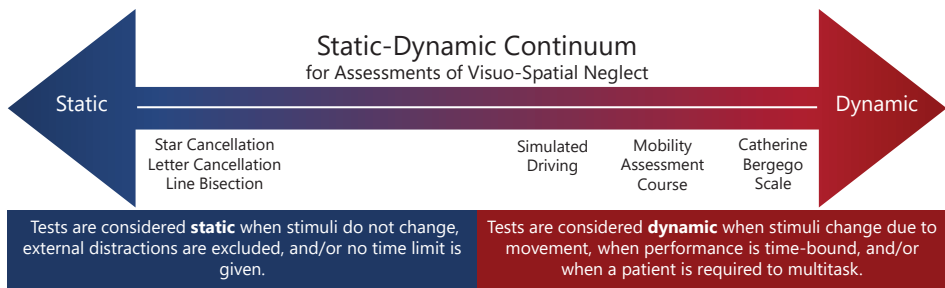 Static-Dynamic Continuum
for Assessments of Visuo-Spatial Neglect
Static
Dynamic
Star Cancellation
Letter Cancellation
Line Bisection
Simulated
Driving
Mobility
Assessment
Course
Catherine
Bergego
Scale
Tests are considered static when stimuli do not change,
external distractions are excluded, and/or no time limit is
given.
Tests are considered dynamic when stimuli change due to
movement, when performance is time-bound, and/or
when a patient is required to multitask.